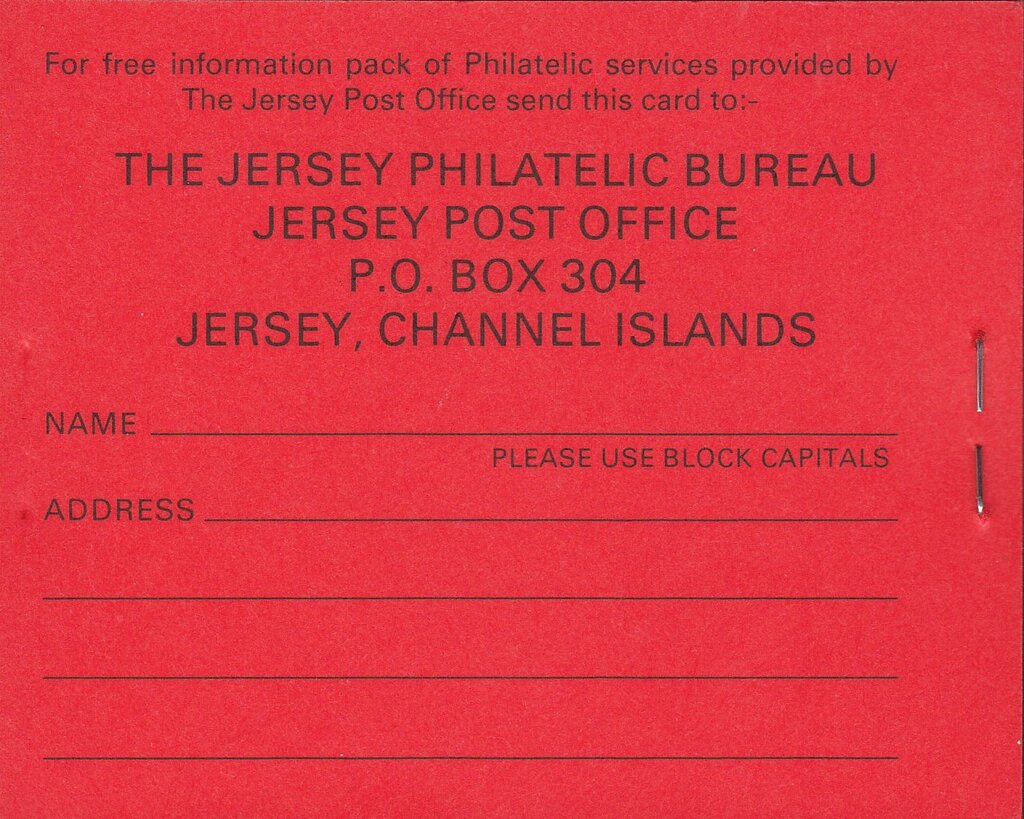 For free information pack of Philatelic services provided by
The Jersey Post Office send this card to:-
THE JERSEY PHILATELIC BUREAU
JERSEY POST OFFICE
P.O. BOX 304
JERSEY, CHANNEL ISLANDS
NAME
PLEASE USE BLOCK CAPITALS
ADDRESS